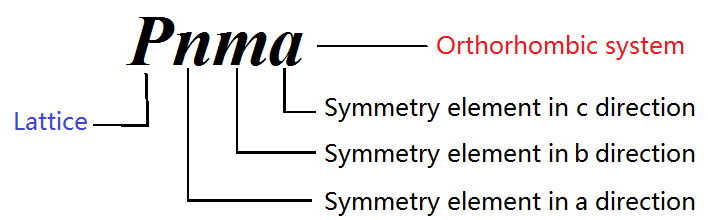 Pnma
Orthorhombic system
Lattice
Symmetry element in c direction
Symmetry element in b direction
Symmetry element in a direction